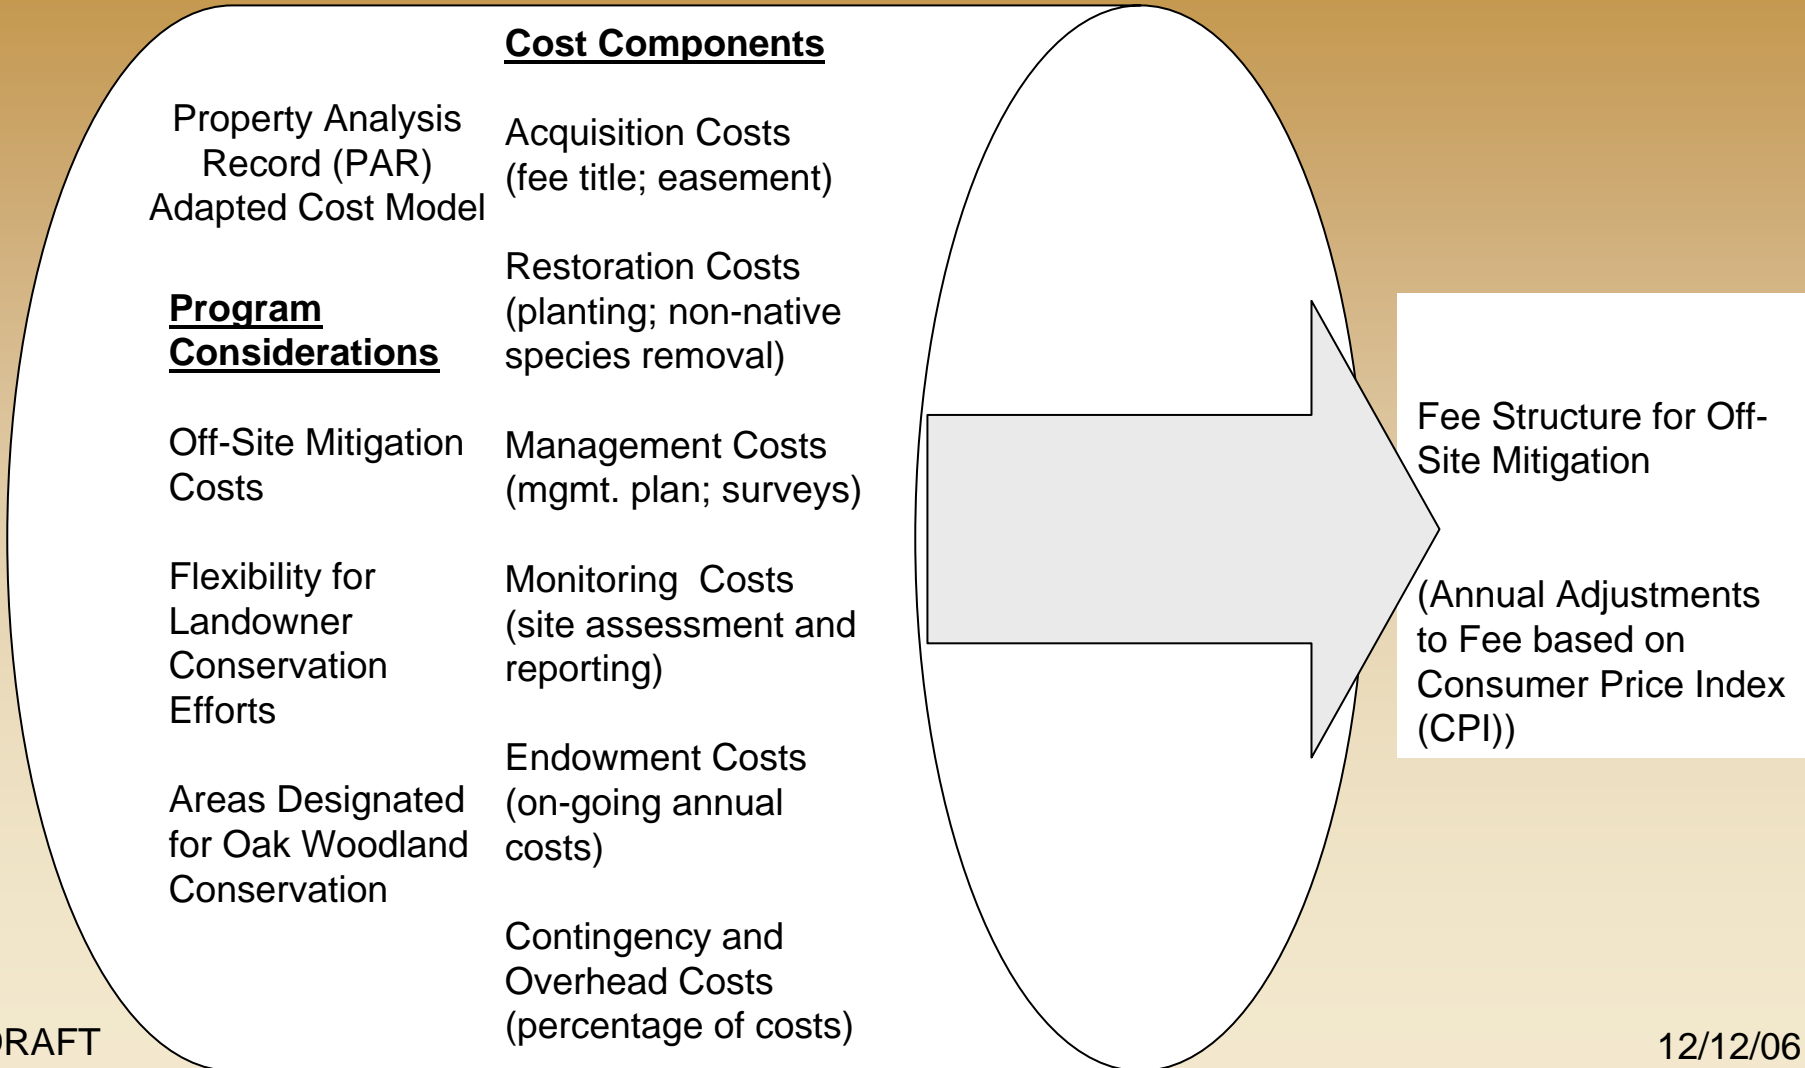 Property Analysis
Record (PAR)
Adapted Cost Model
Program
Considerations
Off-Site Mitigation
Costs
Flexibility for
Landowner
Conservation
Efforts
Areas Designated
for Oak Woodland
Conservation
Cost Components
Acquisition Costs
(fee title; easement)
Restoration Costs
(planting; non-native
species removal)
Management Costs
(mgmt. plan; surveys)
Monitoring  Costs
(site assessment and
reporting)
Endowment Costs
(on-going annual
costs)
Contingency and
Overhead Costs
(percentage of costs)
Fee Structure for Off-
Site Mitigation
(Annual Adjustments
to Fee based on
Consumer Price Index
(CPI))
DRAFT
12/12/06